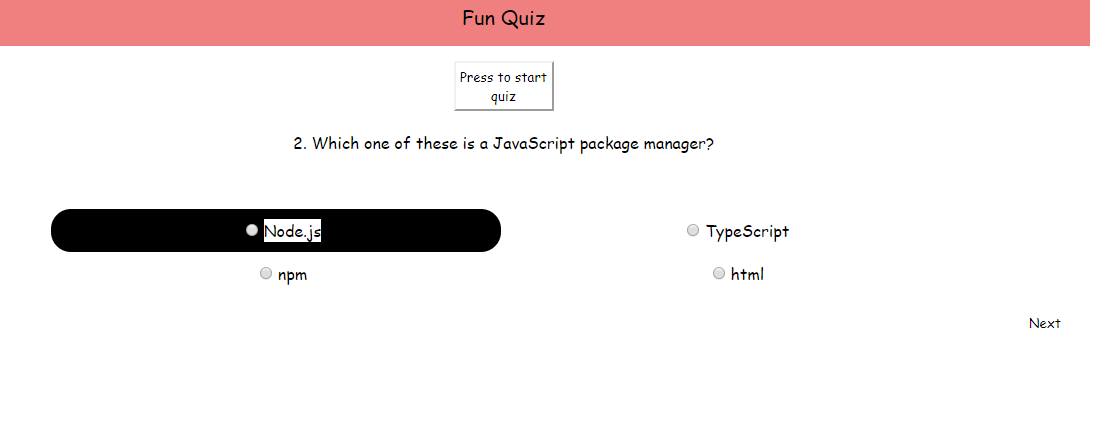 Fun Quiz
Press to start
quiz
2. Which one of these is a JavaScript package manager?
Node.js
TypeScript
npm
html
Next